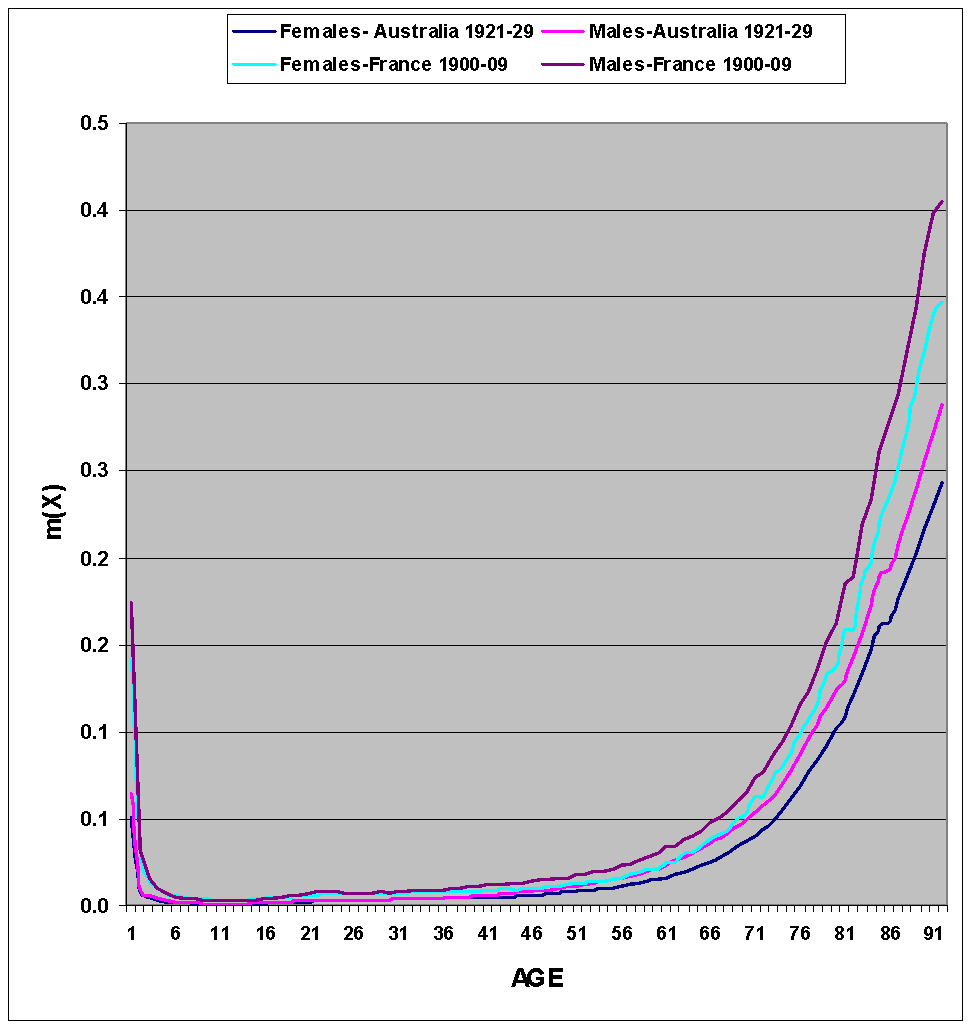 Females- Australia 1921-29 Males-Australia 1921-29
Females-France 1900-09 Males-France 1900-09
0.5
0.4
0.4
0.3
0.3
0.2
0.2
0.1
0.1
0.0
m(X)
1 6 11 16 21 26 31 36 41 46 51 56 61 66 71 76 81 86 91
AGE